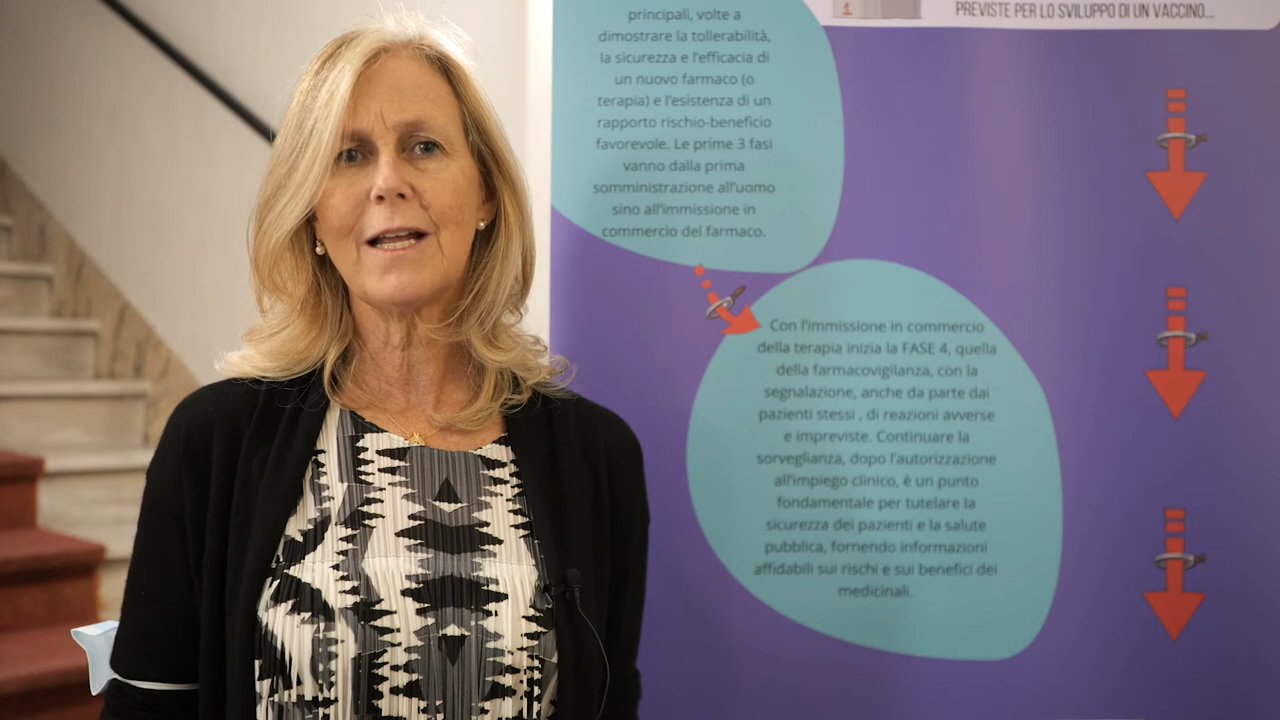 1
PREVISTE PER LO SVILUPPO DI UN VACCINO...
principali, volte a
dimostrare la tollerabilità,
la sicurezza e l'efficacia di
un nuovo farmaco (o
terapia) e l'esistenza di un
rapporto rischio-beneficio
favorevole. Le prime 3 fasi
vanno dalla prima
somministrazione all'uomo
sino all'immissione in
commercio del farmaco.
Con l'immissione in commercio
della terapia inizia la FASE 4, quella
della farmacovigilanza, con la
segnalazione, anche da parte dai
pazienti stessi , di reazioni avverse
e impreviste. Continuare la
sorveglianza, dopo l'autorizzazione
all'impiego clinico, è un punto
fondamentale per tutelare la
sicurezza dei pazienti e la salute
pubblica, fornendo informazioni
affidabili sui rischi e sui benefici dei
medicinali.